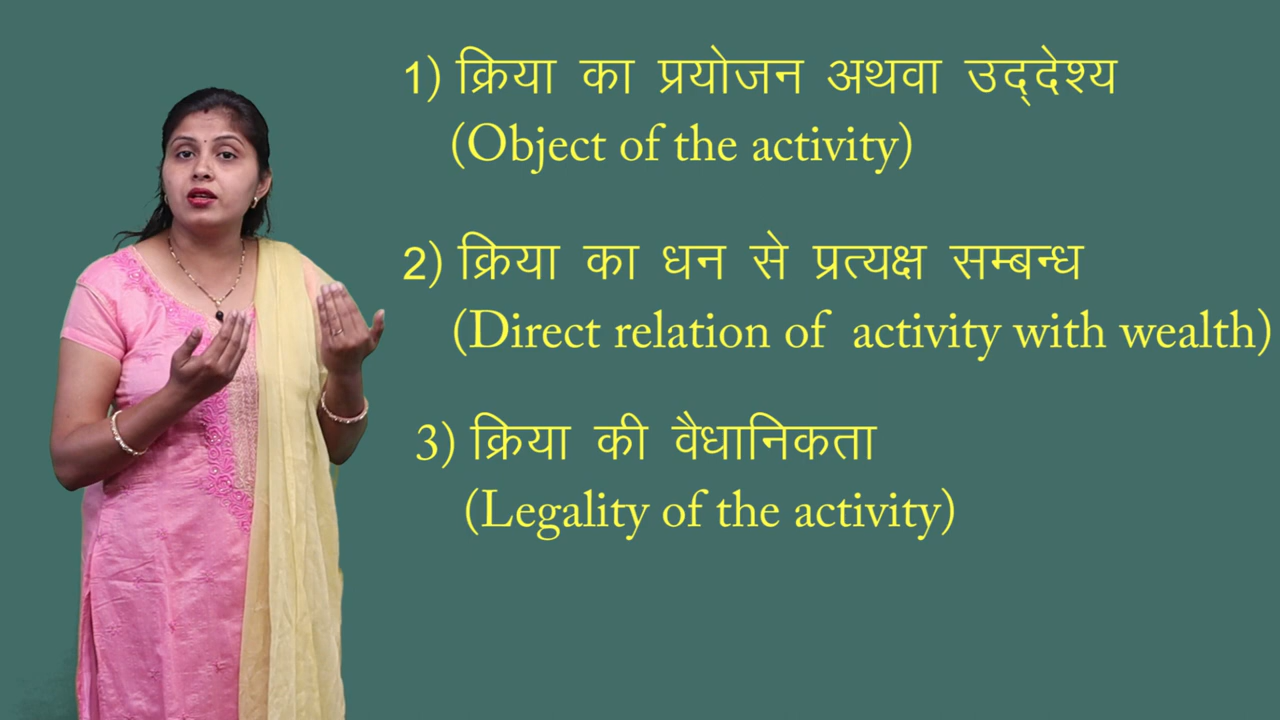 1) क्रिया का प्रयोजन अथवा उद्देश्य
(Object of the activity)
2) क्रिया का धन से प्रत्यक्ष सम्बन्ध
(Direct relation of activity with wealth)
3) क्रिया की वैधानिकता
(Legality of the activity)